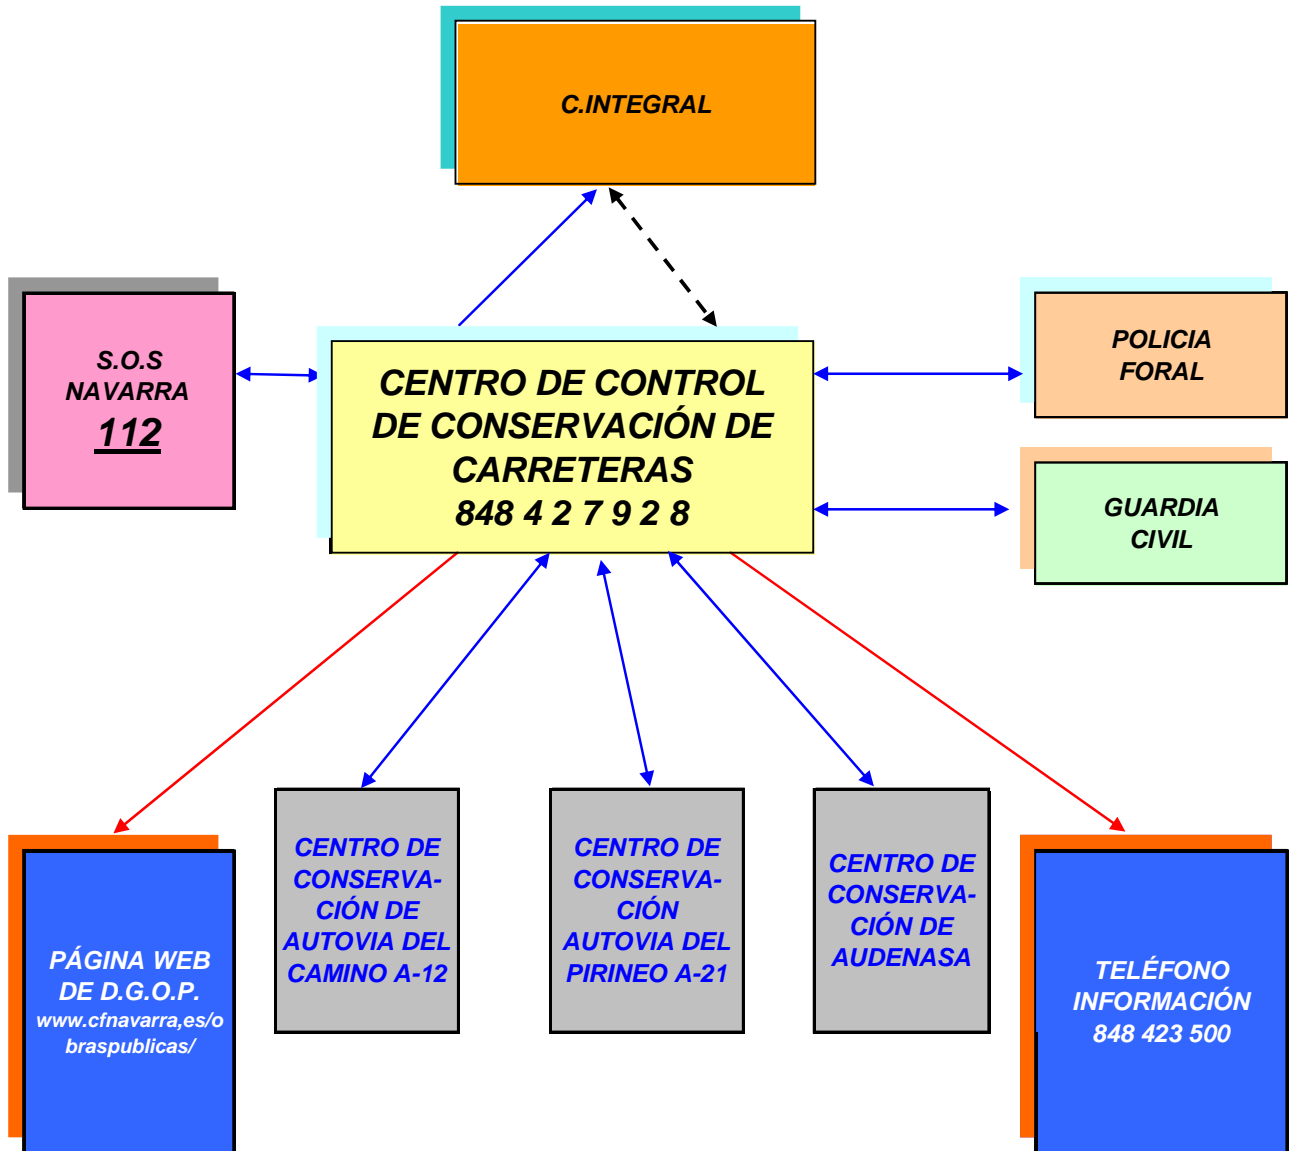 C.INTEGRAL
S.O.S
NAVARRA
112
CENTRO DE CONTROL
DE CONSERVACIÓN DE
CARRETERAS
848 4 2 7 9 2 8
POLICIA
FORAL
GUARDIA
CIVIL
PÁGINA WEB
DE D.G.O.P.
www.cfnavarra,es/o
braspublicas/
CENTRO DE
CONSERVA-
CIÓN DE
AUTOVIA DEL
CAMINO A-12
CENTRO DE
CONSERVA-
CIÓN
AUTOVIA DEL
PIRINEO A-21
CENTRO DE
CONSERVA-
CIÓN DE
AUDENASA
TELÉFONO
INFORMACIÓN
848 423 500